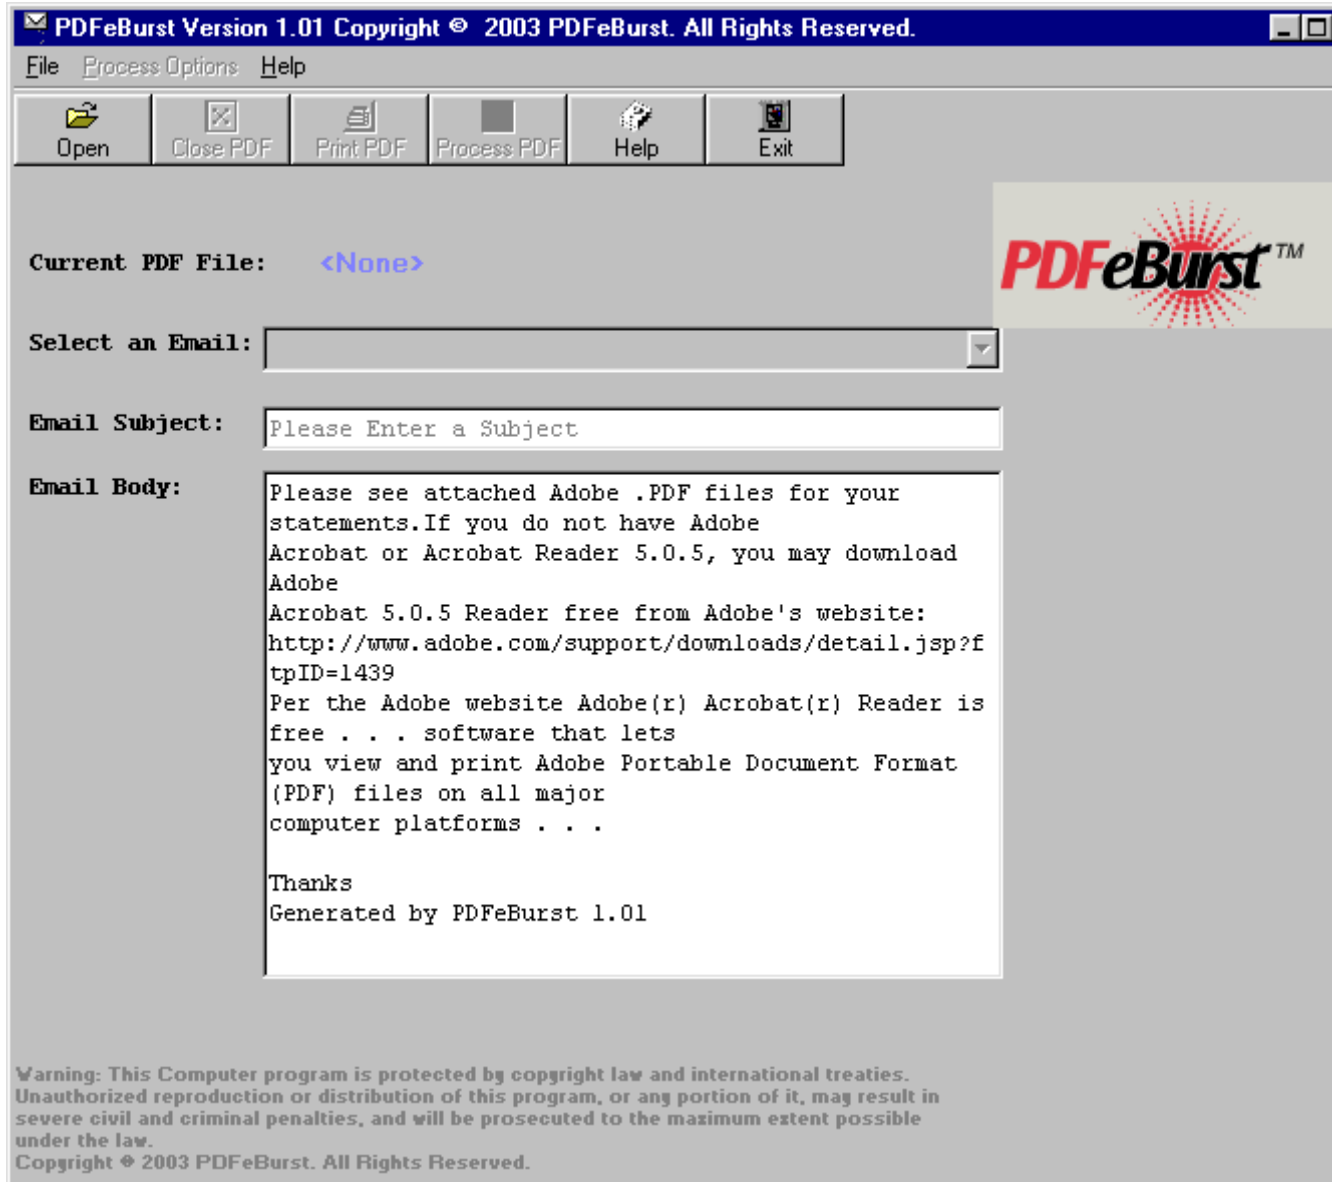 PDFeBurst Version 1.01 Copyright © 2003 PDFeBurst. All Rights Reserved.
File Process Options Help
Open Close PDF Print PDF Process PDF Help Exit
PDFeBurst™
Current PDF File: <None>
Select an Email:
Email Subject: Please Enter a Subject
Email Body:
Please see attached Adobe .PDF files for your
statements.If you do not have Adobe
Acrobat or Acrobat Reader 5.0.5, you may download
Adobe
Acrobat 5.0.5 Reader free from Adobe's website:
http://www.adobe.com/support/downloads/detail.jsp?f
tpID=1439
Per the Adobe website Adobe(r) Acrobat(r) Reader is
free . . . software that lets
you view and print Adobe Portable Document Format
(PDF) files on all major
computer platforms . . .
Thanks
Generated by PDFeBurst 1.01
Warning: This Computer program is protected by copyright law and international treaties.
Unauthorized reproduction or distribution of this program, or any portion of it, may result in
severe civil and criminal penalties, and will be prosecuted to the maximum extent possible
under the law.
Copyright � 2003 PDFeBurst. All Rights Reserved.